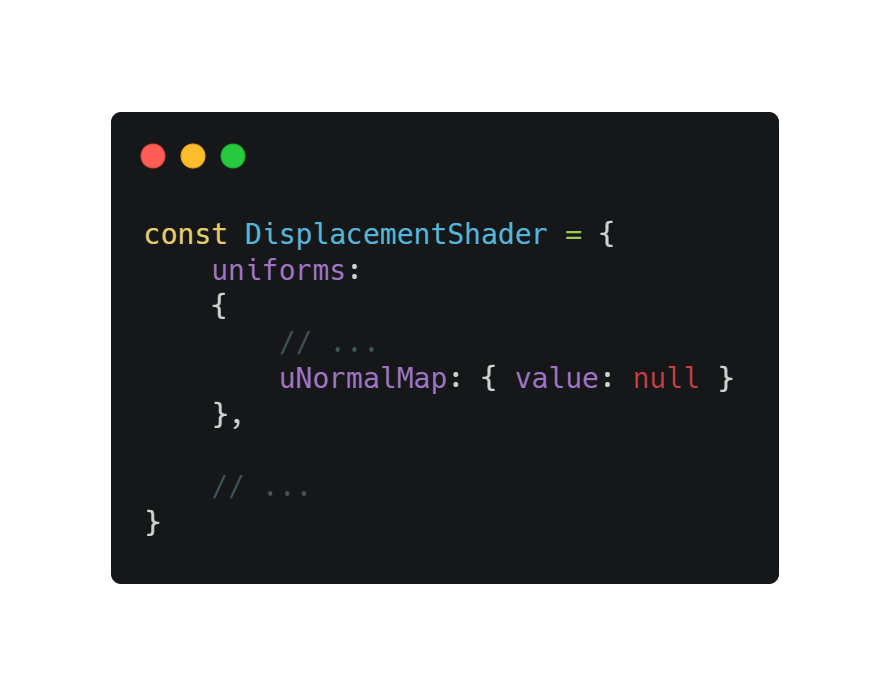 const DisplacementShader = {
    uniforms:
    {
        // ...
        uNormalMap: { value: null }
    },

    // ...
}